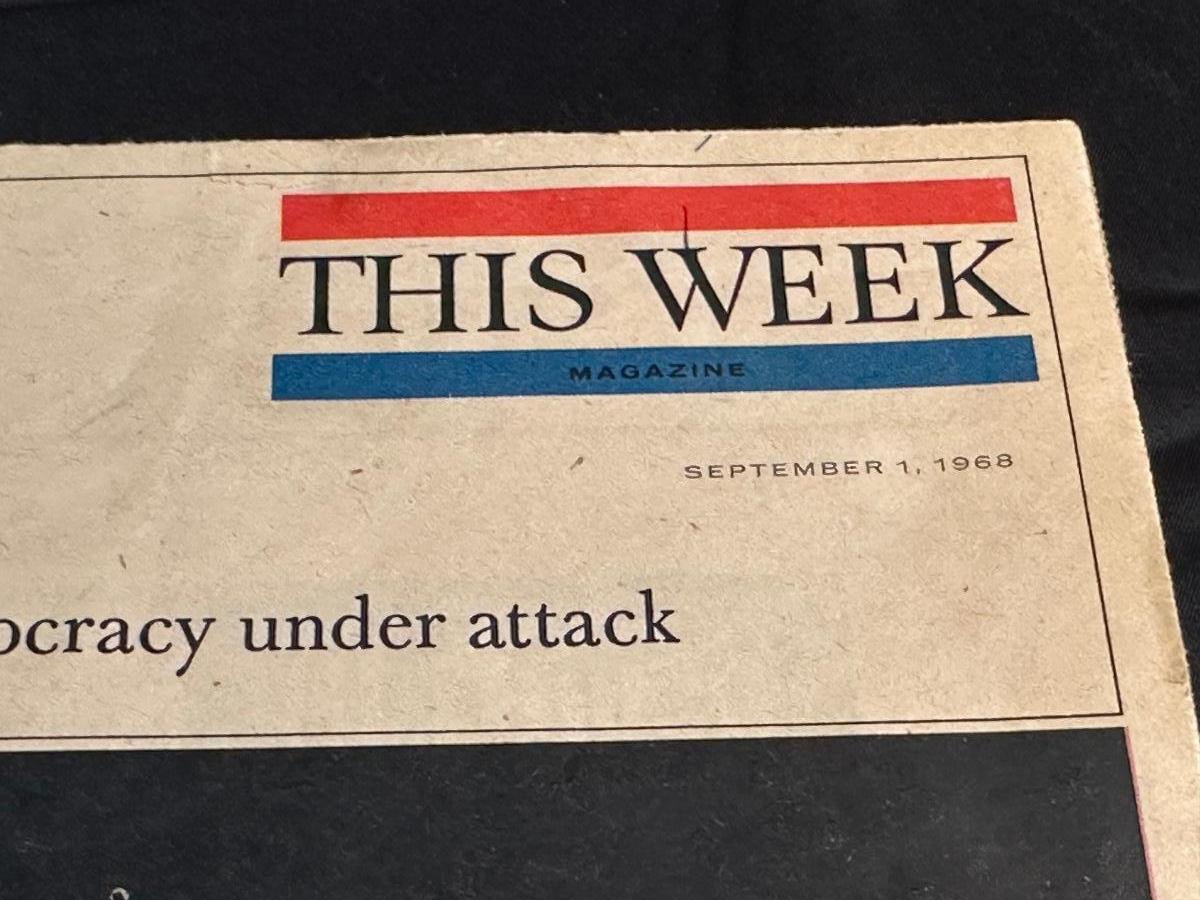 THIS WEEK
MAGAZINE
SEPTEMBER 1, 1968
ocracy under attack